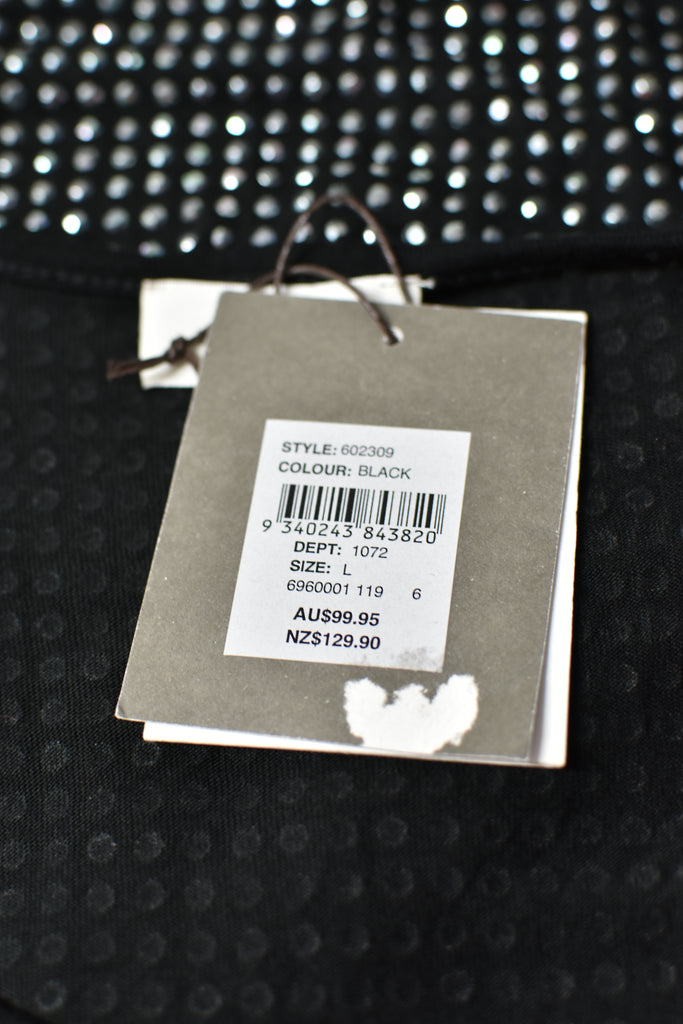 STYLE: 602309
COLOUR: BLACK
9 340243 843820
DEPT: 1072
SIZE: L
6960001 119 6
AU$99.95
NZ$129.90